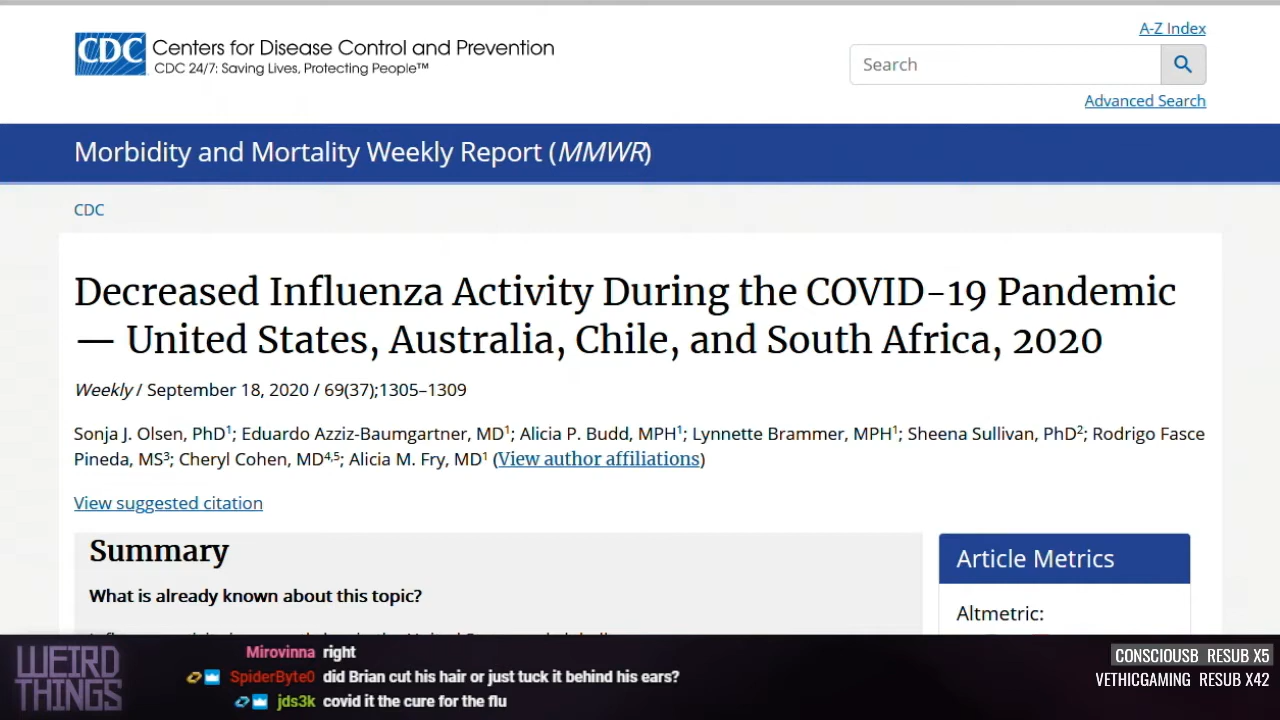 A-Z Index
CDC Centers for Disease Control and Prevention
CDC 24/7: Saving Lives, Protecting People™
Search
Advanced Search
Morbidity and Mortality Weekly Report (MMWR)
CDC
Decreased Influenza Activity During the COVID-19 Pandemic
— United States, Australia, Chile, and South Africa, 2020
Weekly / September 18, 2020 / 69(37);1305–1309
Sonja J. Olsen, PhD1; Eduardo Azziz-Baumgartner, MD1; Alicia P. Budd, MPH1; Lynnette Brammer, MPH1; Sheena Sullivan, PhD2; Rodrigo Fasce
Pineda, MS3; Cheryl Cohen, MD4,5; Alicia M. Fry, MD1 (View author affiliations)
View suggested citation
Summary
What is already known about this topic?
Article Metrics
Altmetric:
WEIRD
THINGS
Mirovinna right
SpiderByte0 did Brian cut his hair or just tuck it behind his ears?
jds3k covid it the cure for the flu
CONSCIOUSB RESUB X5
VETHICGAMING RESUB X42